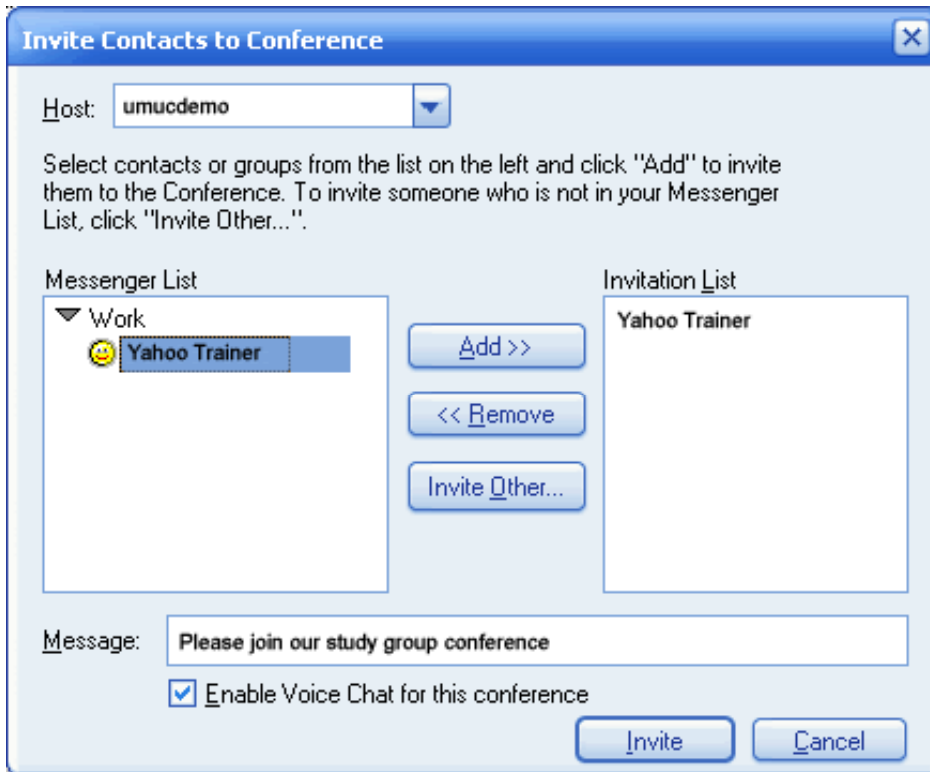 Invite Contacts to Conference
Host: umucdemo
Select contacts or groups from the list on the left and click "Add" to invite
them to the Conference. To invite someone who is not in your Messenger
List, click "Invite Other...".
Messenger List
Work
Yahoo Trainer
Add >>
<< Remove
Invite Other...
Invitation List
Yahoo Trainer
Message: Please join our study group conference
Enable Voice Chat for this conference
Invite Cancel